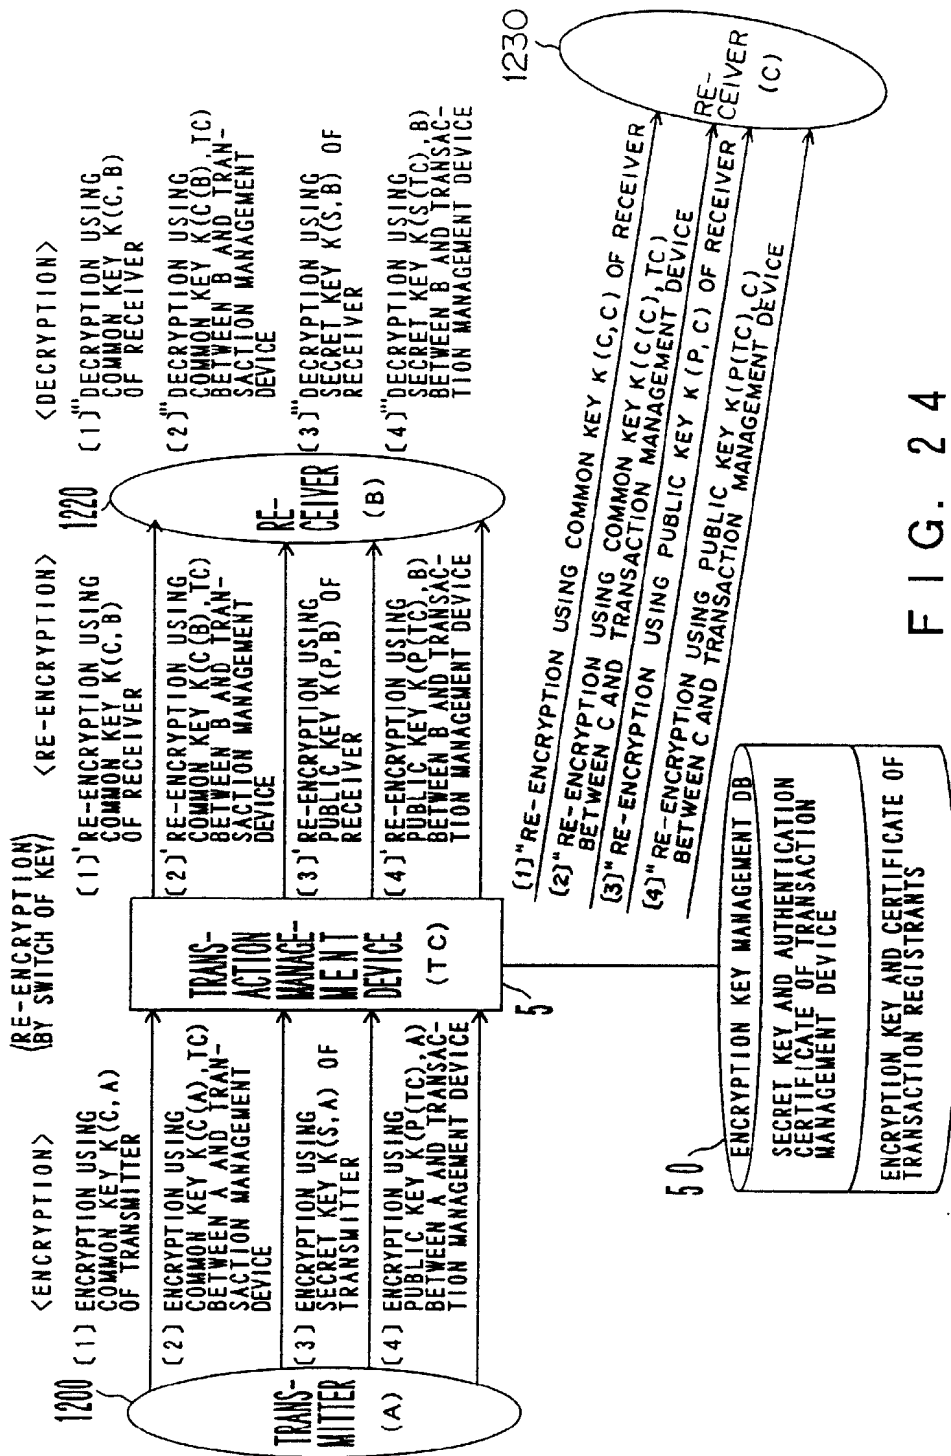 <ENCRYPTION>
(RE-ENCRYPTION)
(BY SWITCH OF KEY)
<RE-ENCRYPTION>
<DECRYPTION>
1200
TRANS-
MITTER
(A)
(1) ENCRYPTION USING
COMMON KEY K(C,A)
OF TRANSMITTER
(2) ENCRYPTION USING
COMMON KEY K(C(A),TC)
BETWEEN A AND TRAN-
SACTION MANAGEMENT
DEVICE
(3) ENCRYPTION USING
SECRET KEY K(S,A) OF
TRANSMITTER
(4) ENCRYPTION USING
PUBLIC KEY K(P(TC),A)
BETWEEN A AND TRANSAC-
TION MANAGEMENT DEVICE
TRANS-
ACTION
MANAGE-
MENT
DEVICE
(TC)
5
(1)' RE-ENCRYPTION USING
COMMON KEY K(C,B)
OF RECEIVER
(2)' RE-ENCRYPTION USING
COMMON KEY K(C(B),TC)
BETWEEN B AND TRAN-
SACTION MANAGEMENT
DEVICE
(3)' RE-ENCRYPTION USING
PUBLIC KEY K(P,B) OF
RECEIVER
(4)' RE-ENCRYPTION USING
PUBLIC KEY K(P(TC),B)
BETWEEN B AND TRANSAC-
TION MANAGEMENT DEVICE
1220
RE-
CEIVER
(B)
(1)''' DECRYPTION USING
COMMON KEY K(C,B)
OF RECEIVER
(2)''' DECRYPTION USING
COMMON KEY K(C(B),TC)
BETWEEN B AND TRAN-
SACTION MANAGEMENT
DEVICE
(3)''' DECRYPTION USING
SECRET KEY K(S,B) OF
RECEIVER
(4)''' DECRYPTION USING
SECRET KEY K(S(TC),B)
BETWEEN B AND TRANSAC-
TION MANAGEMENT DEVICE
(1)" RE-ENCRYPTION USING COMMON KEY K(C,C) OF RECEIVER
(2)" RE-ENCRYPTION USING COMMON KEY K(C(C),TC)
BETWEEN C AND TRANSACTION MANAGEMENT DEVICE
(3)" RE-ENCRYPTION USING PUBLIC KEY K(P,C) OF RECEIVER
(4)" RE-ENCRYPTION USING PUBLIC KEY K(P(TC),C)
BETWEEN C AND TRANSACTION MANAGEMENT DEVICE
1230
RE-
CEIVER
(C)
50
ENCRYPTION KEY MANAGEMENT DB
SECRET KEY AND AUTHENTICATION
CERTIFICATE OF TRANSACTION
MANAGEMENT DEVICE
ENCRYPTION KEY AND CERTIFICATE OF
TRANSACTION REGISTRANTS
FIG. 24